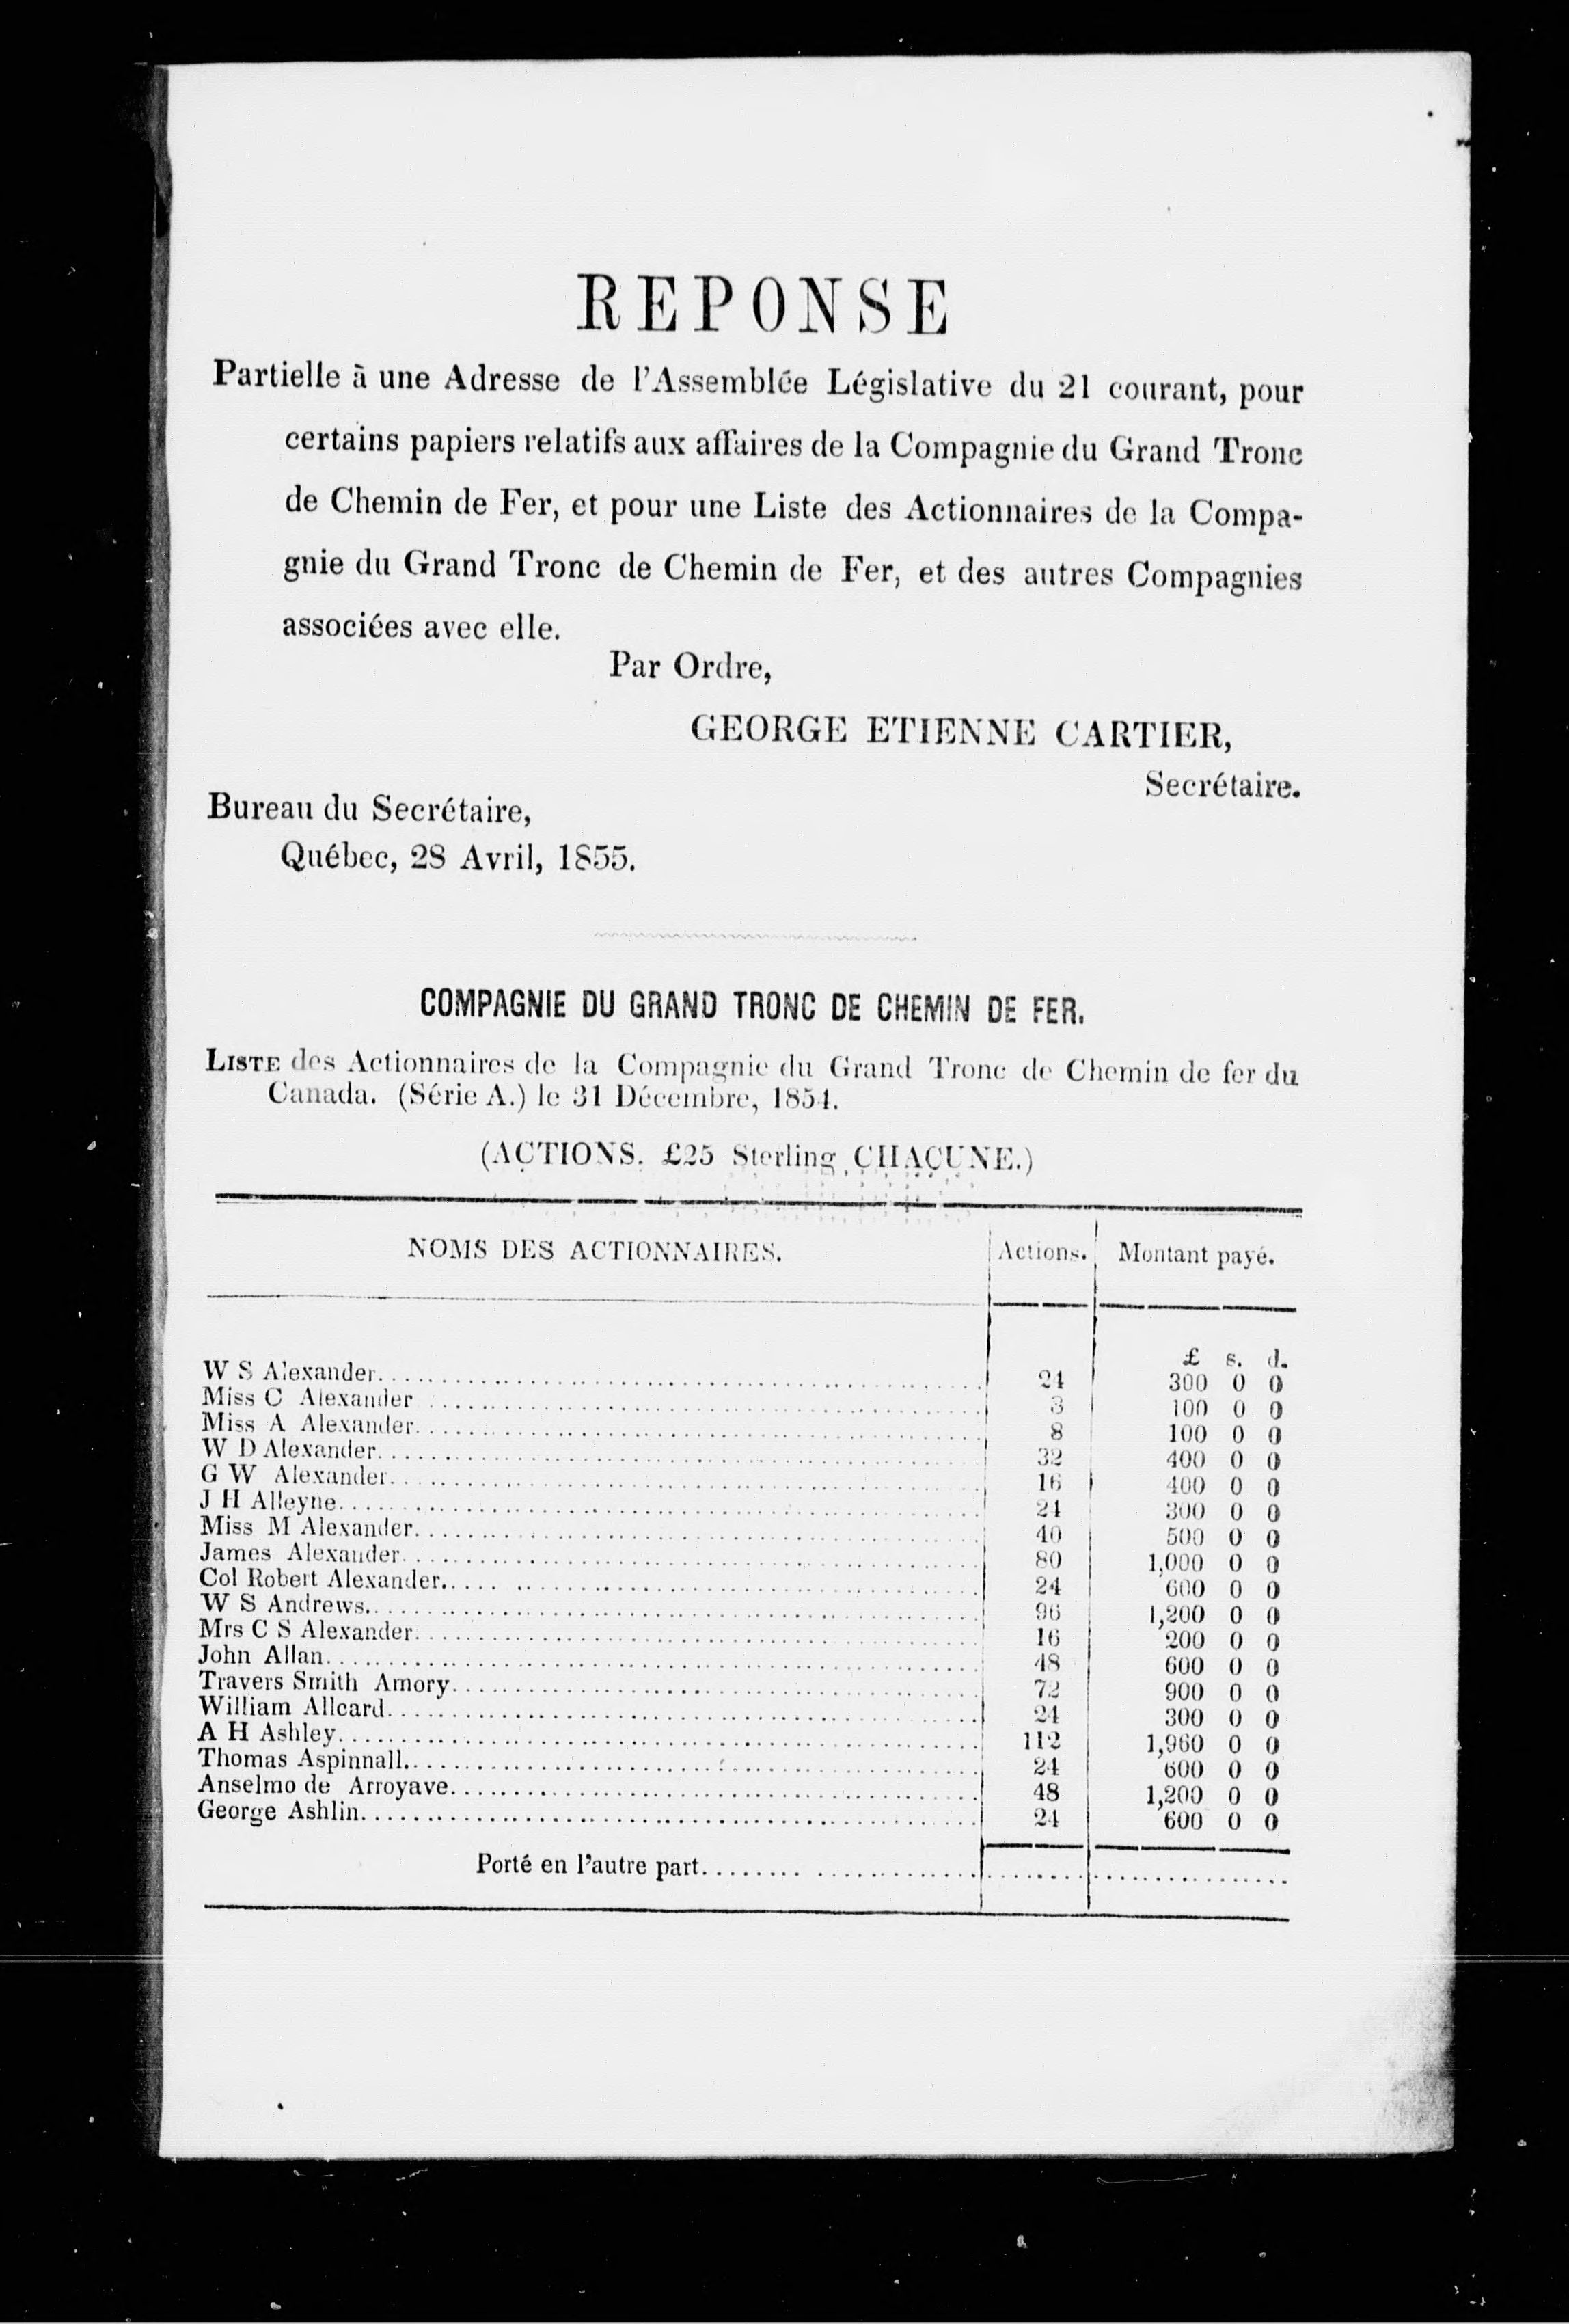 REPONSE
Partielle à une Adresse de l'Assemblée Législative du 21 courant, pour
certains papiers relatifs aux affaires de la Compagnie du Grand Tronc
de Chemin de Fer, et pour une Liste des Actionnaires de la Compa-
gnie du Grand Tronc de Chemin de Fer, et des autres Compagnies
associées avec elle.
Par Ordre,
GEORGE ETIENNE CARTIER,
Secrétaire.
Bureau du Secrétaire,
Québec, 28 Avril, 1855.
COMPAGNIE DU GRAND TRONC DE CHEMIN DE FER.
LISTE des Actionnaires de la Compagnie du Grand Tronc de Chemin de fer du
Canada. (Série A.) le 31 Décembre, 1854.
(ACTIONS. £25 Sterling CHACUNE.)
NOMS DES ACTIONNAIRES. Actions. Montant payé.
£ s. d.
W S Alexander 24 300 0 0
Miss C Alexander 3 100 0 0
Miss A Alexander 8 100 0 0
W D Alexander 32 400 0 0
G W Alexander 16 400 0 0
J H Alleyne 24 300 0 0
Miss M Alexander 40 500 0 0
James Alexander 80 1,000 0 0
Col Robert Alexander 24 600 0 0
W S Andrews 96 1,200 0 0
Mrs C S Alexander 16 200 0 0
John Allan 48 600 0 0
Travers Smith Amory 72 900 0 0
William Allcard 24 300 0 0
A H Ashley 112 1,960 0 0
Thomas Aspinnall 24 600 0 0
Anselmo de Arroyave 48 1,200 0 0
George Ashlin 24 600 0 0
Porté en l'autre part